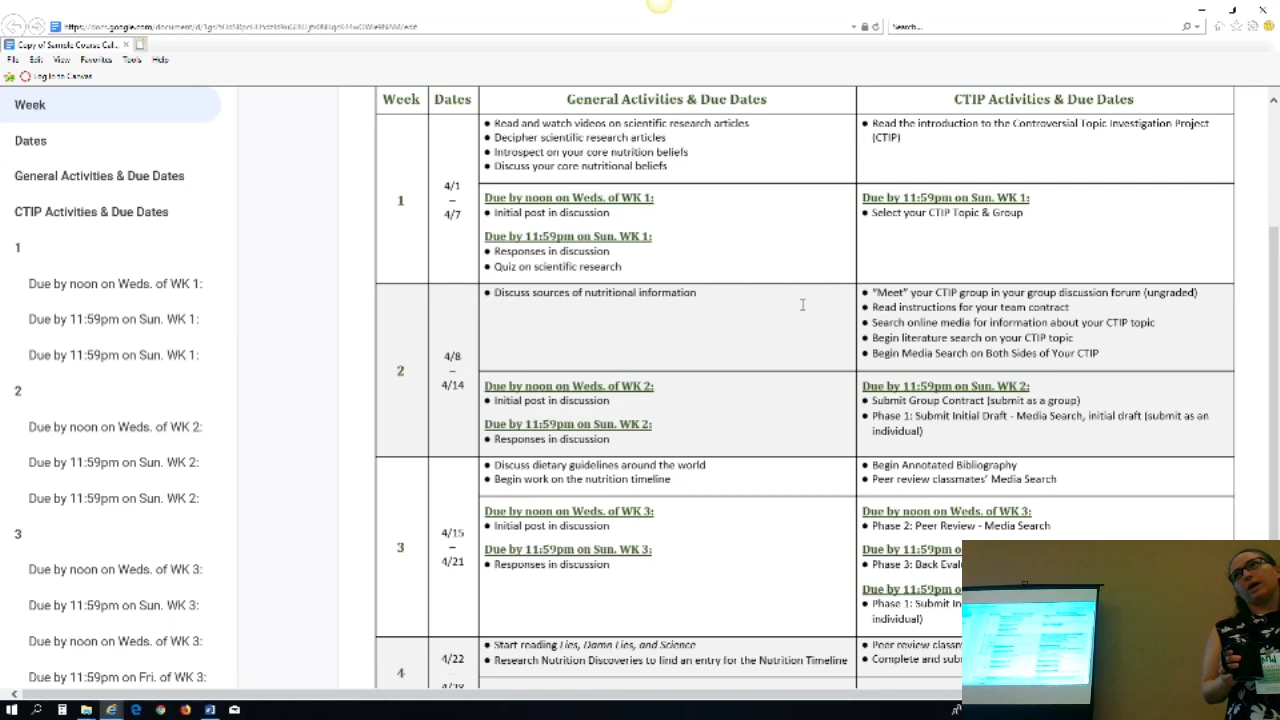 Search...
Copy of Sample Course Cal...
File Edit View Favorites Tools Help
Log In to Canvas
Week
Dates
General Activities & Due Dates
CTIP Activities & Due Dates
1
Due by noon on Weds. of WK 1:
Due by 11:59pm on Sun. WK 1:
Due by 11:59pm on Sun. WK 1:
2
Due by noon on Weds. of WK 2:
Due by 11:59pm on Sun. WK 2:
Due by 11:59pm on Sun. WK 2:
3
Due by noon on Weds. of WK 3:
Due by 11:59pm on Sun. WK 3:
Due by noon on Weds. of WK 3:
Due by Fri. of WK 3:
Week Dates General Activities & Due Dates CTIP Activities & Due Dates
1
4/1
–
4/7
• Read and watch videos on scientific research articles
• Decipher scientific research articles
• Introspect on your core nutrition beliefs
• Discuss your core nutritional beliefs
• Read the introduction to the Controversial Topic Investigation Project
(CTIP)
Due by noon on Weds. of WK 1:
• Initial post in discussion
Due by 11:59pm on Sun. WK 1:
• Responses in discussion
• Quiz on scientific research
Due by 11:59pm on Sun. WK 1:
• Select your CTIP Topic & Group
2
4/8
–
4/14
• Discuss sources of nutritional information
• “Meet” your CTIP group in your group discussion forum (ungraded)
• Read instructions for your team contract
• Search online media for information about your CTIP topic
• Begin literature search on your CTIP topic
• Begin Media Search on Both Sides of Your CTIP
Due by noon on Weds. of WK 2:
• Initial post in discussion
Due by 11:59pm on Sun. WK 2:
• Responses in discussion
Due by 11:59pm on Sun. WK 2:
• Submit Group Contract (submit as a group)
• Phase 1: Submit Initial Draft - Media Search, initial draft (submit as an
individual)
3
4/15
–
4/21
• Discuss dietary guidelines around the world
• Begin work on the nutrition timeline
• Begin Annotated Bibliography
• Peer review classmates’ Media Search
Due by noon on Weds. of WK 3:
• Initial post in discussion
Due by 11:59pm on Sun. WK 3:
• Responses in discussion
Due by noon on Weds. of WK 3:
• Phase 2: Peer Review - Media Search
Due by 11:59pm o
• Phase 3: Back Eval
Due by 11:59pm o
• Phase 1: Submit In
individual)
4
4/22
• Start reading Lies, Damn Lies, and Science
• Research Nutrition Discoveries to find an entry for the Nutrition Timeline
• Peer review classm
• Complete and sub